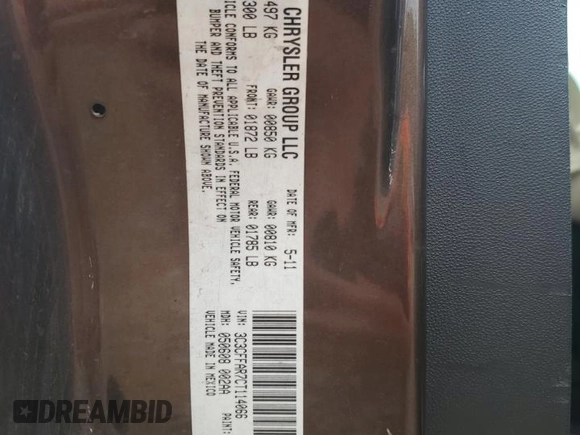 CHRYSLER GROUP LLC
DATE OF MFR: 5-11
497 KG
GAWR: 00850 KG
GAWR: 00810 KG
300 LB
FRONT: 01872 LB
REAR: 01785 LB
CONFORMS TO ALL APPLICABLE U.S.A. FEDERAL MOTOR VEHICLE SAFETY,
BUMPER AND THEFT PREVENTION STANDARDS IN EFFECT ON
THE DATE OF MANUFACTURE SHOWN ABOVE.
VIN: 3C3CFFAR7CT114066
PAINT:
MDH: 050608 002AA
VEHICLE MADE IN MEXICO
DREAMBID